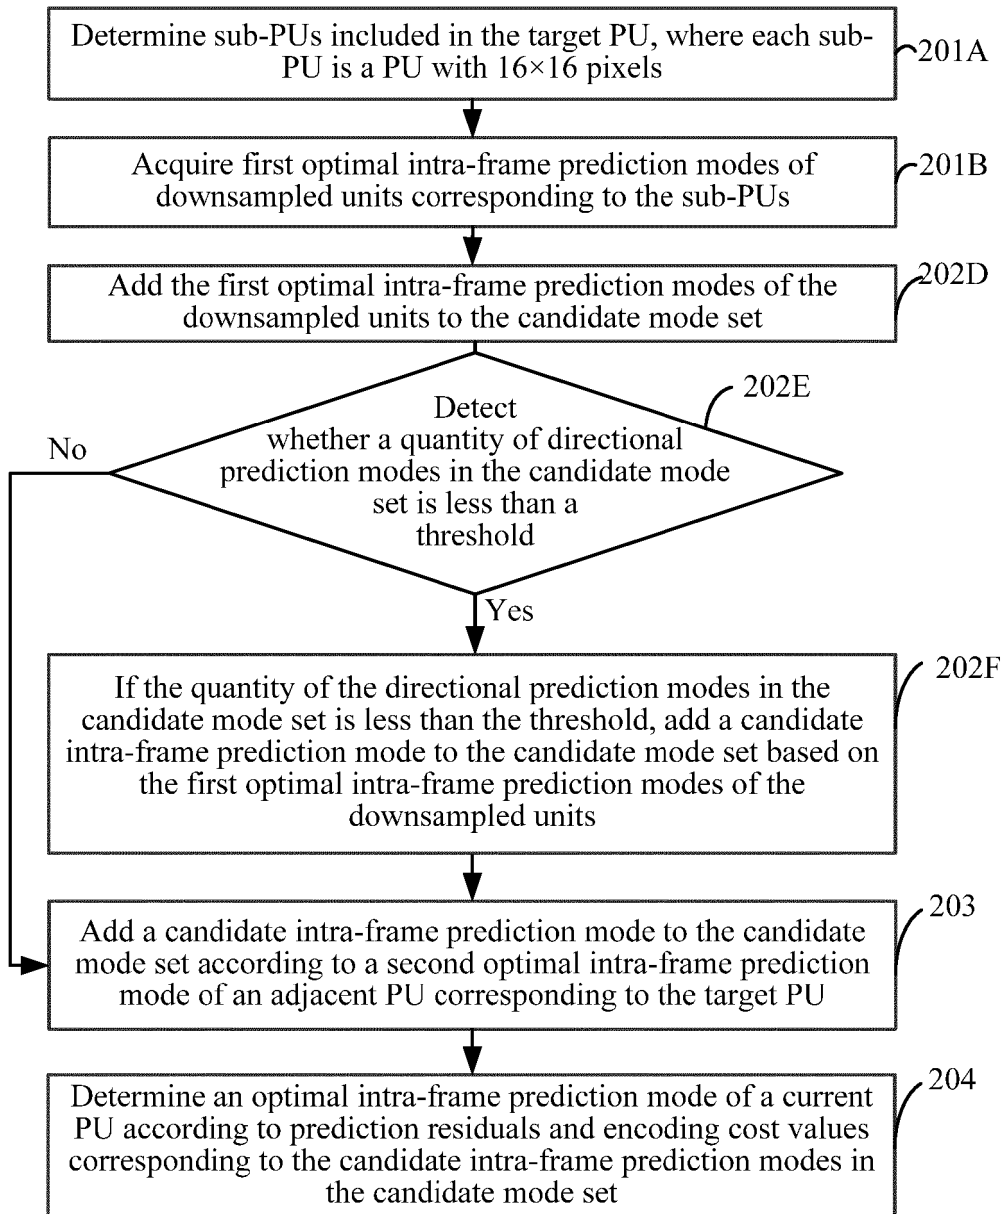 Determine sub-PUs included in the target PU, where each sub-
PU is a PU with 16×16 pixels
201A
Acquire first optimal intra-frame prediction modes of
downsampled units corresponding to the sub-PUs
201B
Add the first optimal intra-frame prediction modes of the
downsampled units to the candidate mode set
202D
202E
Detect
whether a quantity of directional
prediction modes in the candidate mode
set is less than a
threshold
No
Yes
202F
If the quantity of the directional prediction modes in the
candidate mode set is less than the threshold, add a candidate
intra-frame prediction mode to the candidate mode set based on
the first optimal intra-frame prediction modes of the
downsampled units
203
Add a candidate intra-frame prediction mode to the candidate
mode set according to a second optimal intra-frame prediction
mode of an adjacent PU corresponding to the target PU
204
Determine an optimal intra-frame prediction mode of a current
PU according to prediction residuals and encoding cost values
corresponding to the candidate intra-frame prediction modes in
the candidate mode set